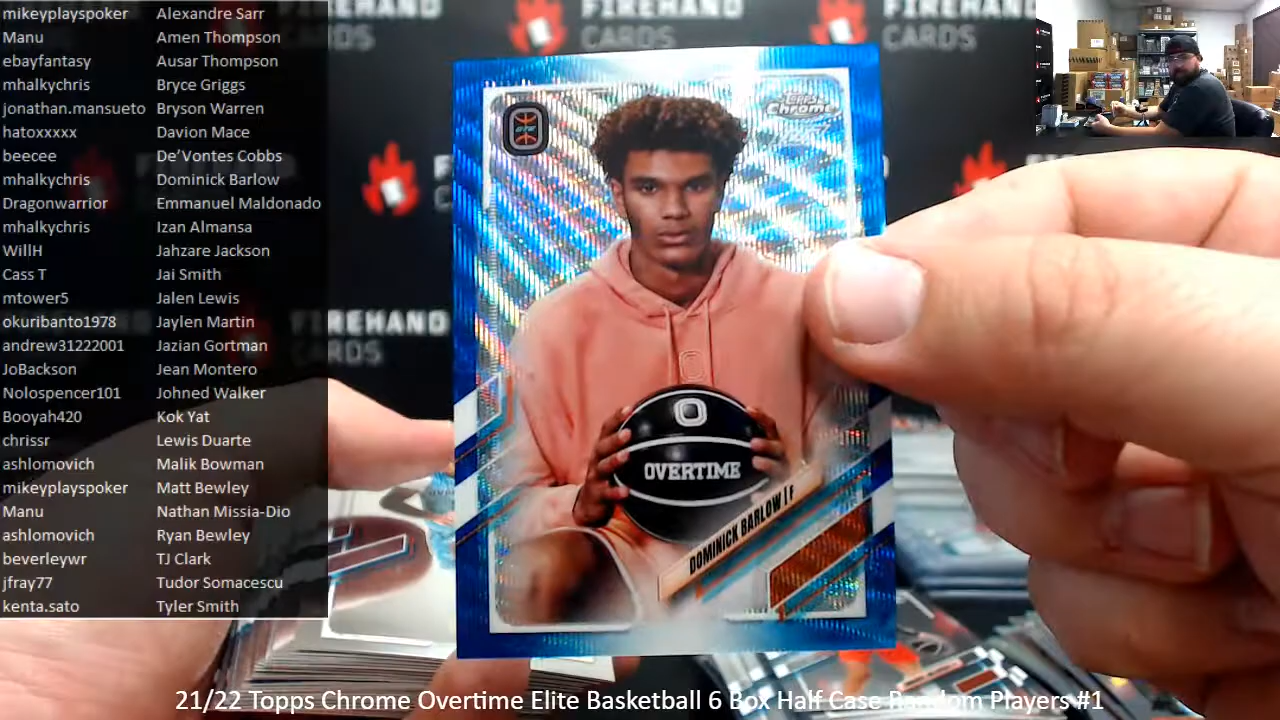 mikeyplayspoker Alexandre Sarr
Manu Amen Thompson
ebayfantasy Ausar Thompson
mhalkychris Bryce Griggs
jonathan.mansueto Bryson Warren
hatoxxxxx Davion Mace
beecee De’Vontes Cobbs
mhalkychris Dominick Barlow
Dragonwarrior Emmanuel Maldonado
mhalkychris Izan Almansa
WillH Jahzare Jackson
Cass T Jai Smith
mtower5 Jalen Lewis
okuribanto1978 Jaylen Martin
andrew31222001 Jazian Gortman
JoBackson Jean Montero
Nolospencer101 Johned Walker
Booyah420 Kok Yat
chrissr Lewis Duarte
ashlomovich Malik Bowman
mikeyplayspoker Matt Bewley
Manu Nathan Missia-Dio
ashlomovich Ryan Bewley
beverleywr TJ Clark
jfray77 Tudor Somacescu
kenta.sato Tyler Smith
FIREHAND
CARDS
FIREHAND
CARDS
FIREHAND
CARDS
Topps
Chrome
OVERTIME
DOMINICK BARLOW | F
21/22 Topps Chrome Overtime Elite Basketball 6 Box Half Case Random Players #1